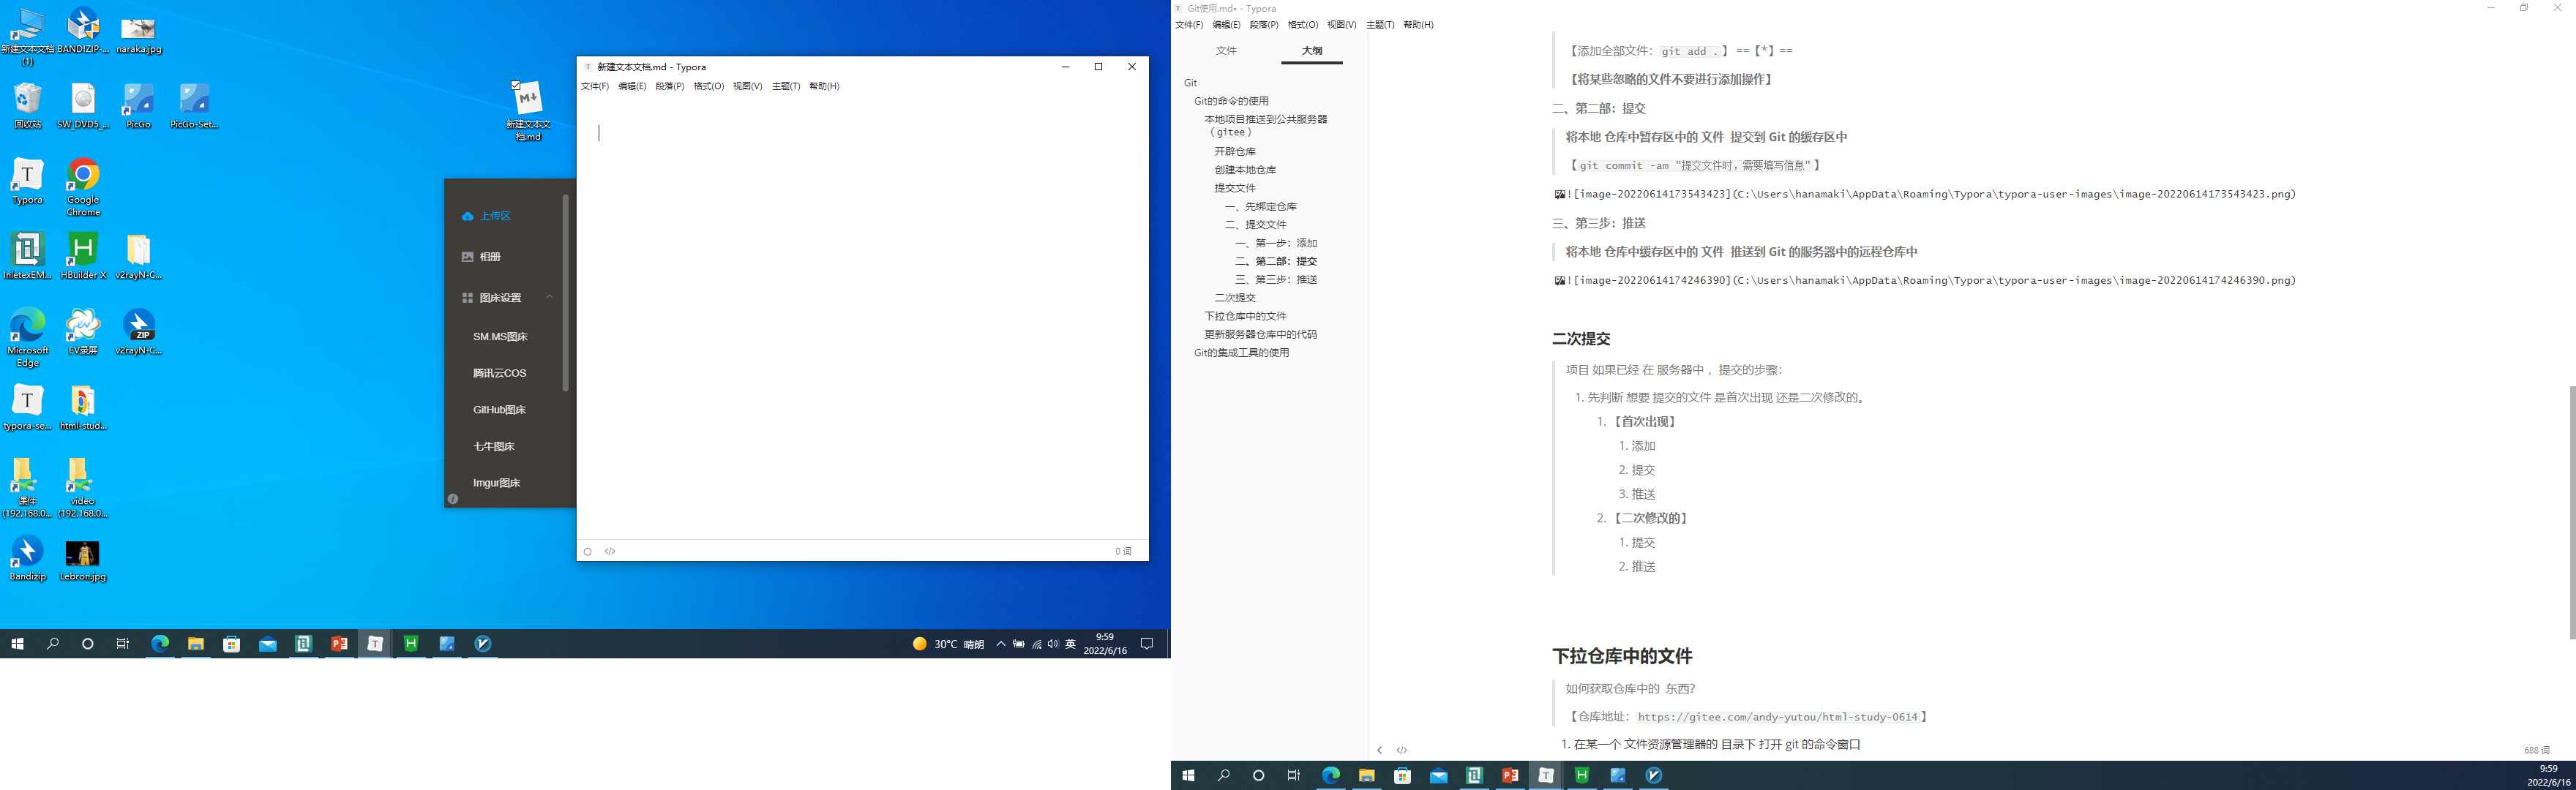 新建文本文档
(1)
BANDIZIP-...
naraka.jpg
回收站
SW_DVD5_...
PicGo
PicGo-Set...
Typora
Google
Chrome
InletexEM...
HBuilder X
v2rayN-C...
Microsoft
Edge
EV录屏
v2rayN-C...
typora-se...
html-stud...
课件
(192.168.0...
video
(192.168.0...
Bandizip
Lebron.jpg
新建文本文
档.md
上传区
相册
图床设置
SM.MS图床
腾讯云COS
GitHub图床
七牛图床
Imgur图床
新建文本文档.md - Typora
文件(F) 编辑(E) 段落(P) 格式(O) 视图(V) 主题(T) 帮助(H)
0 词
30°C 晴朗
英
9:59
2022/6/16
Git使用.md• - Typora
文件(F) 编辑(E) 段落(P) 格式(O) 视图(V) 主题(T) 帮助(H)
文件 大纲
Git
Git的命令的使用
本地项目推送到公共服务器
（gitee）
开辟仓库
创建本地仓库
提交文件
一、先绑定仓库
二、提交文件
一、第一步：添加
二、第二部：提交
三、第三步：推送
二次提交
下拉仓库中的文件
更新服务器仓库中的代码
Git的集成工具的使用
【添加全部文件：git add .】 ==【*】==
【将某些忽略的文件不要进行添加操作】
二、第二部：提交
将本地 仓库中暂存区中的 文件 提交到 Git 的缓存区中
【git commit -am "提交文件时，需要填写信息"】
![image-20220614173543423](C:\Users\hanamaki\AppData\Roaming\Typora\typora-user-images\image-20220614173543423.png)
三、第三步：推送
将本地 仓库中缓存区中的 文件 推送到 Git 的服务器中的远程仓库中
![image-20220614174246390](C:\Users\hanamaki\AppData\Roaming\Typora\typora-user-images\image-20220614174246390.png)
二次提交
项目 如果已经 在 服务器中 ，提交的步骤：
1. 先判断 想要 提交的文件 是首次出现 还是二次修改的。
1. 【首次出现】
1. 添加
2. 提交
3. 推送
2. 【二次修改的】
1. 提交
2. 推送
下拉仓库中的文件
如何获取仓库中的 东西？
【仓库地址：https://gitee.com/andy-yutou/html-study-0614】
1. 在某一个 文件资源管理器的 目录下 打开 git 的命令窗口
688 词
9:59
2022/6/16